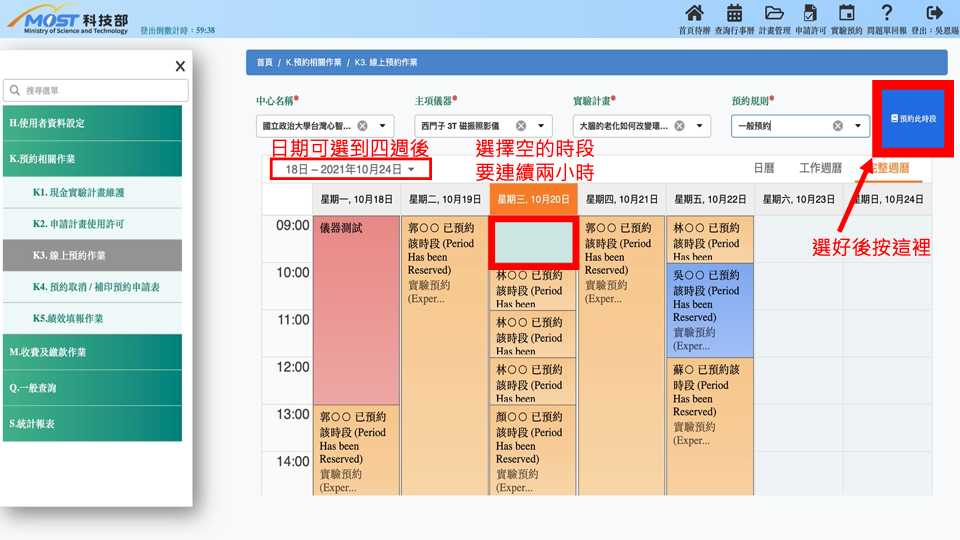 MOST 科技部
Ministry of Science and Technology
登出倒數計時：59:38
首頁待辦 查詢行事曆 計畫管理 申請許可 實驗預約 問題單回報 登出：吳恩賜
X
搜尋選單
H.使用者資料設定
K.預約相關作業
K1. 現金實驗計畫維護
K2. 申請計畫使用許可
K3. 線上預約作業
K4. 預約取消 / 補印預約申請表
K5.績效填報作業
M.收費及繳款作業
Q.一般查詢
S.統計報表
首頁 / K.預約相關作業 / K3. 線上預約作業
中心名稱* 主項儀器* 實驗計畫* 預約規則*
國立政治大學台灣心智... 西門子 3T 磁振照影儀 大腦的老化如何改變環... 一般預約
預約此時段
日期可選到四週後
選擇空的時段
要連續兩小時
18日 – 2021年10月24日
日曆 工作週曆 完整週曆
選好後按這裡
星期一, 10月18日 星期二, 10月19日 星期三, 10月20日 星期四, 10月21日 星期五, 10月22日 星期六, 10月23日 星期日, 10月24日
09:00
10:00
11:00
12:00
13:00
14:00
儀器測試
郭〇〇 已預約
該時段 (Period
Has been
Reserved)
實驗預約
(Exper...
郭〇〇 已預約
該時段 (Period
Has been
Reserved)
實驗預約
(Exper...
林〇〇 已預約
該時段 (Period
Has been
林〇〇 已預約
該時段 (Period
Has been
林〇〇 已預約
該時段 (Period
Has been
顏〇〇 已預約
該時段 (Period
Has been
Reserved)
實驗預約
(Exper...
郭〇〇 已預約
該時段 (Period
Has been
Reserved)
實驗預約
(Exper...
林〇〇 已預約
該時段 (Period
Has been
吳〇〇 已預約
該時段 (Period
Has been
Reserved)
實驗預約
(Exper...
蘇〇 已預約該
時段 (Period
Has been
Reserved)
實驗預約
(Exper...